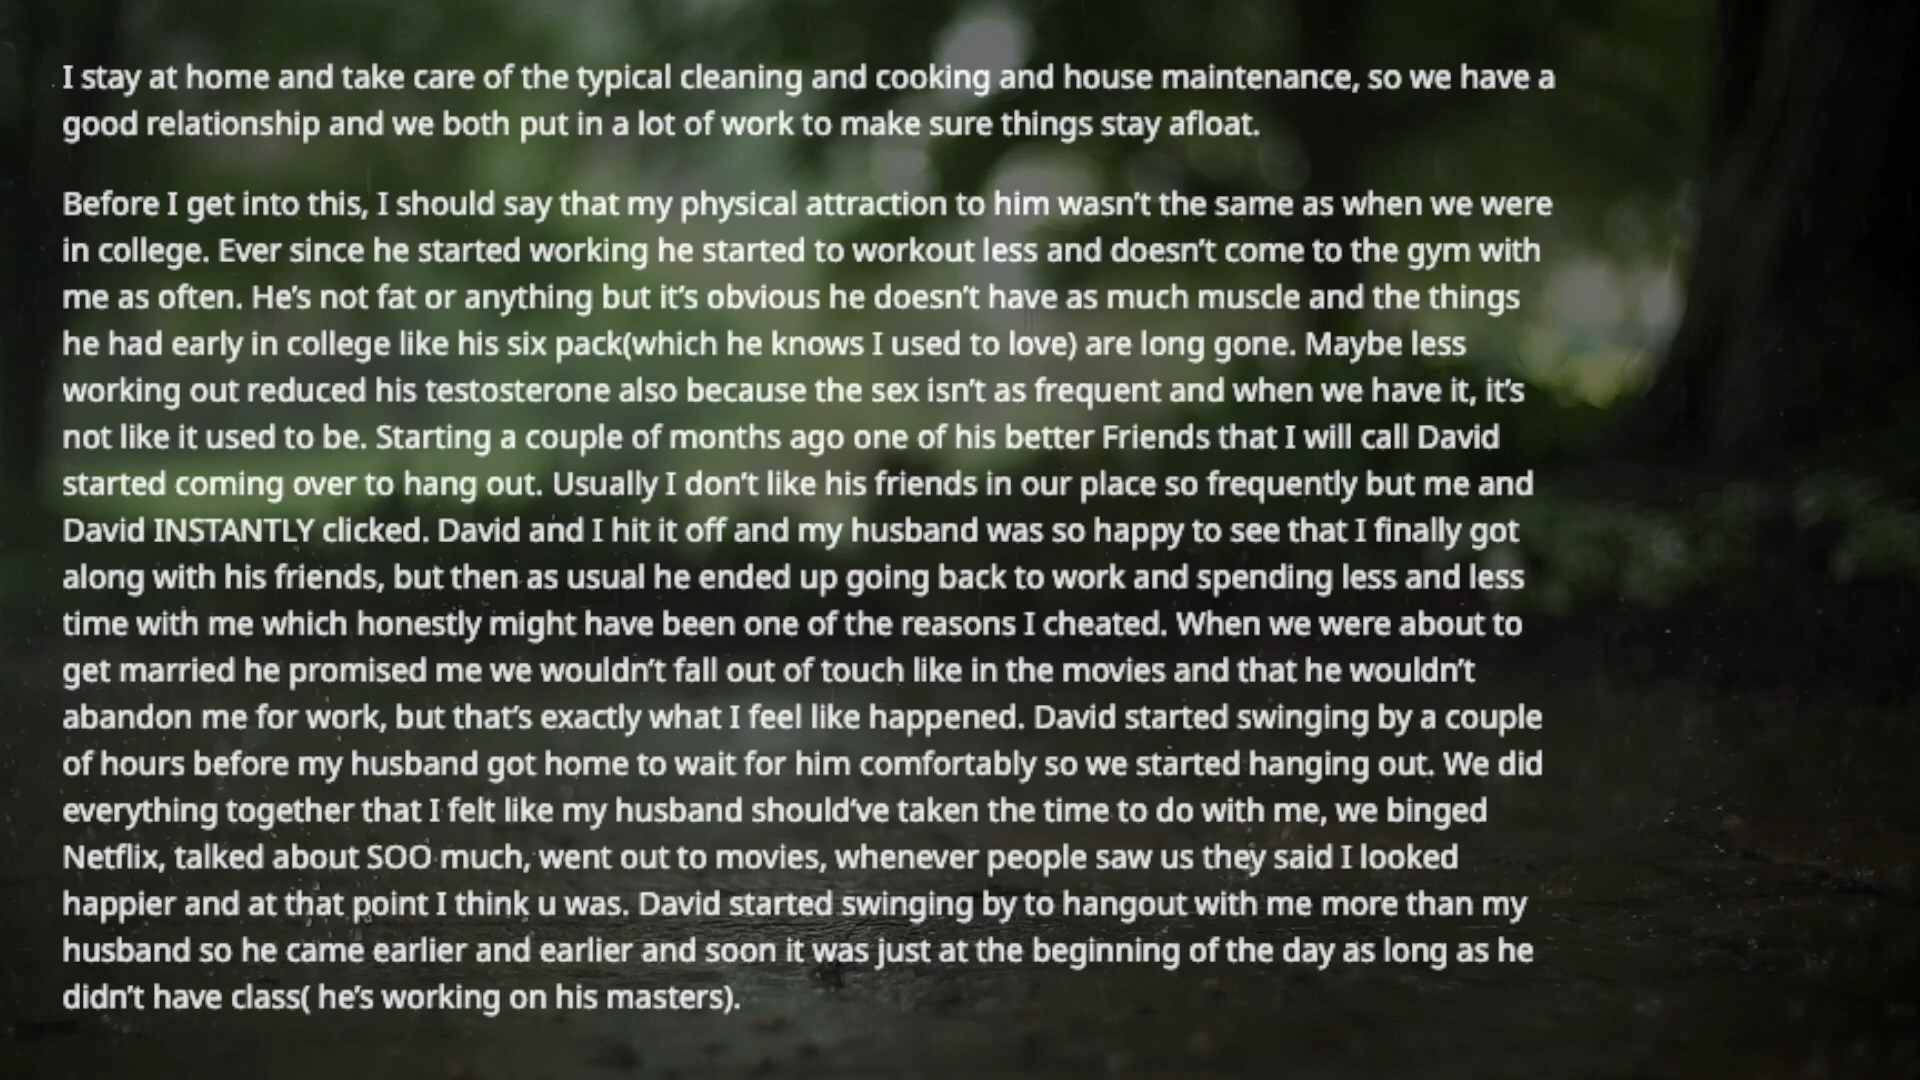 I stay at home and take care of the typical cleaning and cooking and house maintenance, so we have a
good relationship and we both put in a lot of work to make sure things stay afloat.
Before I get into this, I should say that my physical attraction to him wasn’t the same as when we were
in college. Ever since he started working he started to workout less and doesn’t come to the gym with
me as often. He’s not fat or anything but it’s obvious he doesn’t have as much muscle and the things
he had early in college like his six pack(which he knows I used to love) are long gone. Maybe less
working out reduced his testosterone also because the sex isn’t as frequent and when we have it, it’s
not like it used to be. Starting a couple of months ago one of his better Friends that I will call David
started coming over to hang out. Usually I don’t like his friends in our place so frequently but me and
David INSTANTLY clicked. David and I hit it off and my husband was so happy to see that I finally got
along with his friends, but then as usual he ended up going back to work and spending less and less
time with me which honestly might have been one of the reasons I cheated. When we were about to
get married he promised me we wouldn’t fall out of touch like in the movies and that he wouldn’t
abandon me for work, but that’s exactly what I feel like happened. David started swinging by a couple
of hours before my husband got home to wait for him comfortably so we started hanging out. We did
everything together that I felt like my husband should’ve taken the time to do with me, we binged
Netflix, talked about SOO much, went out to movies, whenever people saw us they said I looked
happier and at that point I think u was. David started swinging by to hangout with me more than my
husband so he came earlier and earlier and soon it was just at the beginning of the day as long as he
didn’t have class( he’s working on his masters).